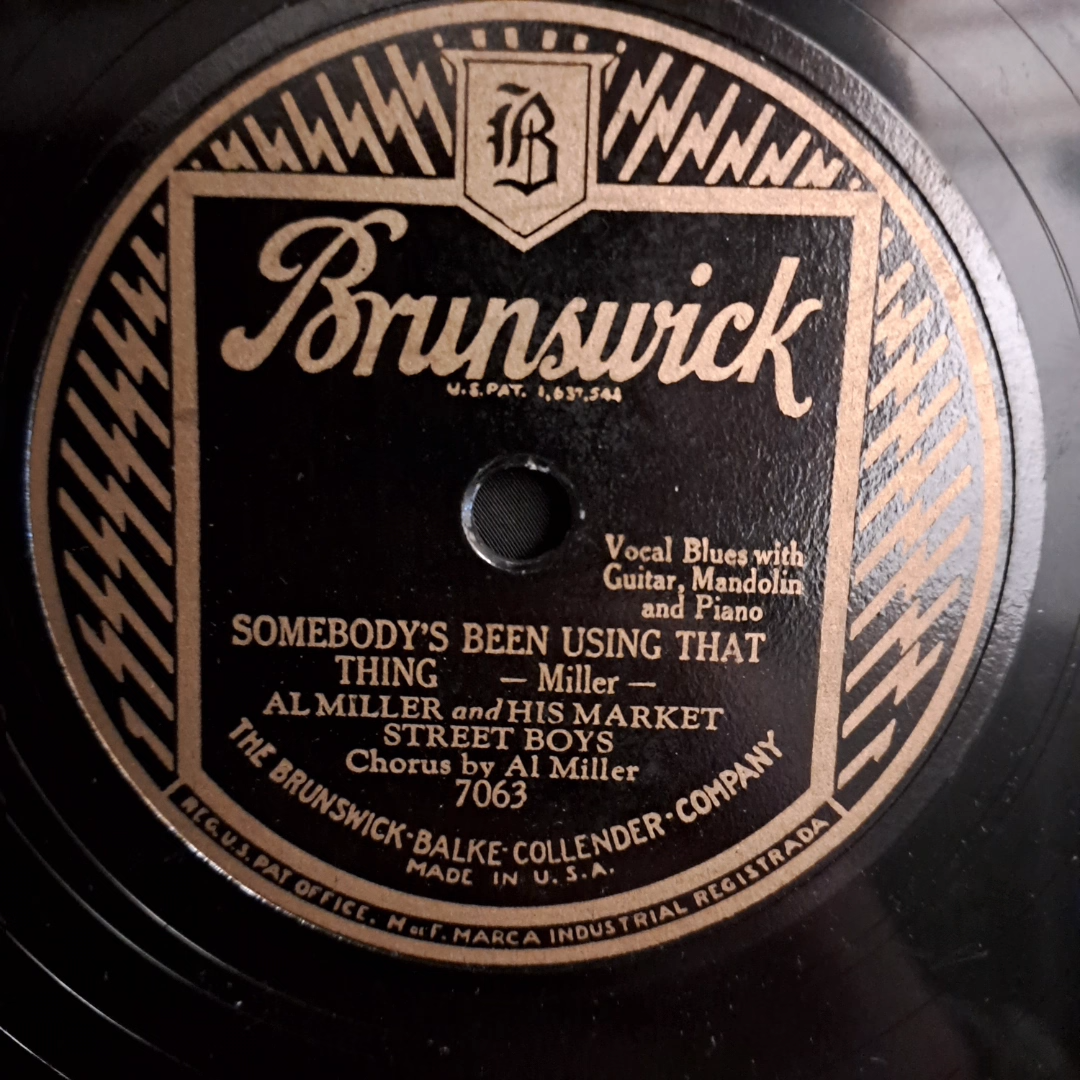 B
Brunswick
U.S. PAT. 1,637,544
Vocal Blues with
Guitar, Mandolin
and Piano
SOMEBODY'S BEEN USING THAT
THING — Miller —
AL MILLER and HIS MARKET
STREET BOYS
Chorus by Al Miller
7063
THE BRUNSWICK-BALKE-COLLENDER-COMPANY
MADE IN U.S.A.
REG. U.S. PAT OFFICE. M de F. MARCA INDUSTRIAL REGISTRADA